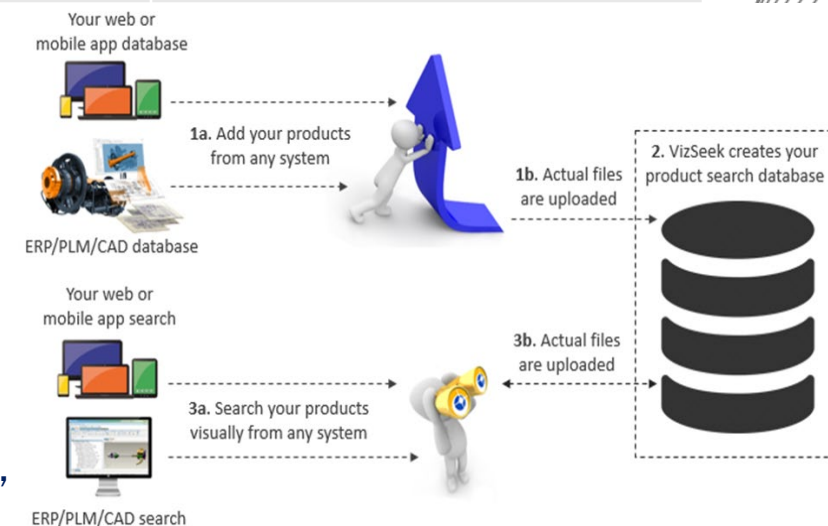 Your web or
mobile app database
1a. Add your products
from any system
ERP/PLM/CAD database
1b. Actual files
are uploaded
2. VizSeek creates your
product search database
Your web or
mobile app search
3a. Search your products
visually from any system
ERP/PLM/CAD search
3b. Actual files
are uploaded
,